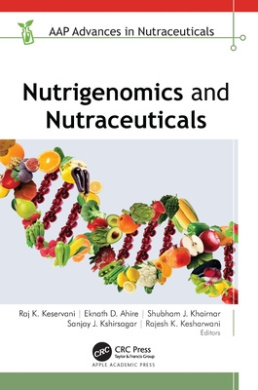 AAP Advances in Nutraceuticals
Nutrigenomics and
Nutraceuticals
Raj K. Keservani | Eknath D. Ahire | Shubham J. Khairnar
Sanjay J. Kshirsagar | Rajesh K. Kesharwani
Editors
CRC
CRC Press
Taylor & Francis Group
APPLE ACADEMIC PRESS